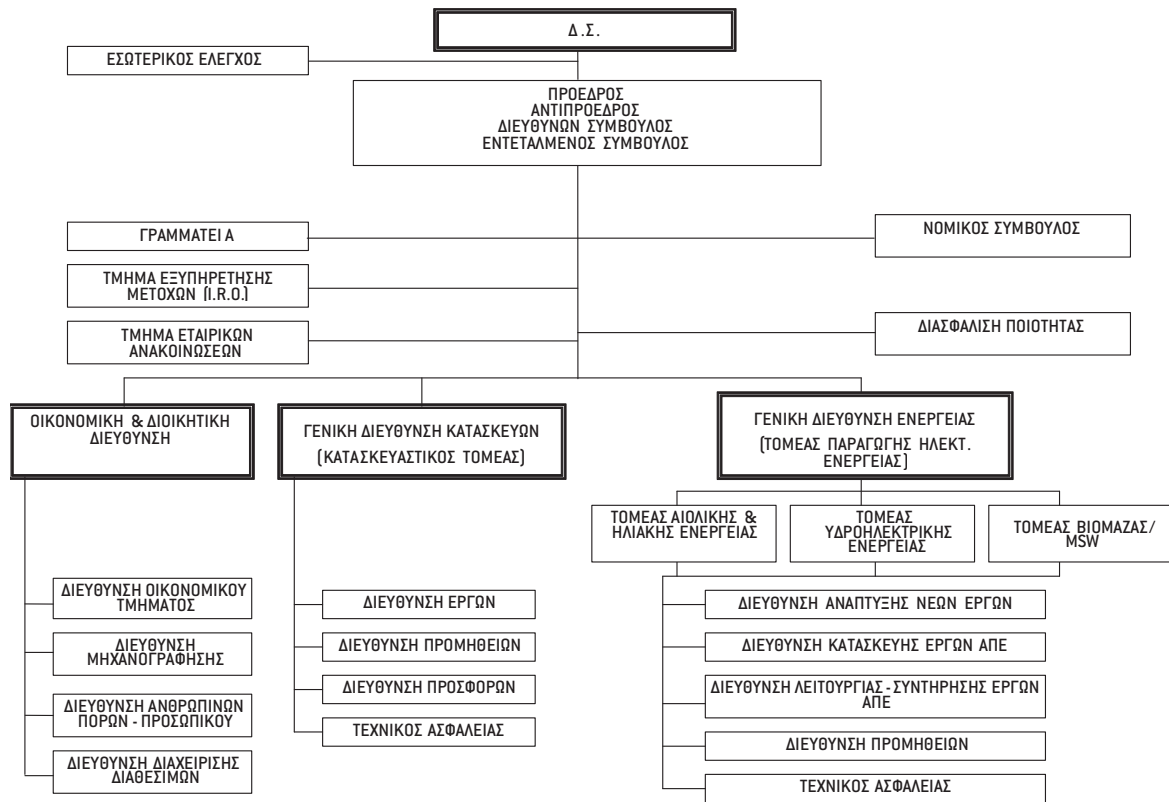 Δ.Σ.
ΕΣΩΤΕΡΙΚΟΣ ΕΛΕΓΧΟΣ
ΠΡΟΕΔΡΟΣ
ΑΝΤΙΠΡΟΕΔΡΟΣ
ΔΙΕΥΘΥΝΩΝ ΣΥΜΒΟΥΛΟΣ
ΕΝΤΕΤΑΛΜΕΝΟΣ ΣΥΜΒΟΥΛΟΣ
ΓΡΑΜΜΑΤΕΙΑ
ΝΟΜΙΚΟΣ ΣΥΜΒΟΥΛΟΣ
ΤΜΗΜΑ ΕΞΥΠΗΡΕΤΗΣΗΣ
ΜΕΤΟΧΩΝ (I.R.O.)
ΤΜΗΜΑ ΕΤΑΙΡΙΚΩΝ
ΑΝΑΚΟΙΝΩΣΕΩΝ
ΔΙΑΣΦΑΛΙΣΗ ΠΟΙΟΤΗΤΑΣ
ΟΙΚΟΝΟΜΙΚΗ & ΔΙΟΙΚΗΤΙΚΗ
ΔΙΕΥΘΥΝΣΗ
ΓΕΝΙΚΗ ΔΙΕΥΘΥΝΣΗ ΚΑΤΑΣΚΕΥΩΝ
(ΚΑΤΑΣΚΕΥΑΣΤΙΚΟΣ ΤΟΜΕΑΣ)
ΓΕΝΙΚΗ ΔΙΕΥΘΥΝΣΗ ΕΝΕΡΓΕΙΑΣ
(ΤΟΜΕΑΣ ΠΑΡΑΓΩΓΗΣ ΗΛΕΚΤ.
ΕΝΕΡΓΕΙΑΣ)
ΤΟΜΕΑΣ ΑΙΟΛΙΚΗΣ &
ΗΛΙΑΚΗΣ ΕΝΕΡΓΕΙΑΣ
ΤΟΜΕΑΣ
ΥΔΡΟΗΛΕΚΤΡΙΚΗΣ
ΕΝΕΡΓΕΙΑΣ
ΤΟΜΕΑΣ ΒΙΟΜΑΖΑΣ/
MSW
ΔΙΕΥΘΥΝΣΗ ΟΙΚΟΝΟΜΙΚΟΥ
ΤΜΗΜΑΤΟΣ
ΔΙΕΥΘΥΝΣΗ
ΜΗΧΑΝΟΓΡΑΦΗΣΗΣ
ΔΙΕΥΘΥΝΣΗ ΑΝΘΡΩΠΙΝΩΝ
ΠΟΡΩΝ - ΠΡΟΣΩΠΙΚΟΥ
ΔΙΕΥΘΥΝΣΗ ΔΙΑΧΕΙΡΙΣΗΣ
ΔΙΑΘΕΣΙΜΩΝ
ΔΙΕΥΘΥΝΣΗ ΕΡΓΩΝ
ΔΙΕΥΘΥΝΣΗ ΠΡΟΜΗΘΕΙΩΝ
ΔΙΕΥΘΥΝΣΗ ΠΡΟΣΦΟΡΩΝ
ΤΕΧΝΙΚΟΣ ΑΣΦΑΛΕΙΑΣ
ΔΙΕΥΘΥΝΣΗ ΑΝΑΠΤΥΞΗΣ ΝΕΩΝ ΕΡΓΩΝ
ΔΙΕΥΘΥΝΣΗ ΚΑΤΑΣΚΕΥΗΣ ΕΡΓΩΝ ΑΠΕ
ΔΙΕΥΘΥΝΣΗ ΛΕΙΤΟΥΡΓΙΑΣ - ΣΥΝΤΗΡΗΣΗΣ ΕΡΓΩΝ
ΑΠΕ
ΔΙΕΥΘΥΝΣΗ ΠΡΟΜΗΘΕΙΩΝ
ΤΕΧΝΙΚΟΣ ΑΣΦΑΛΕΙΑΣ